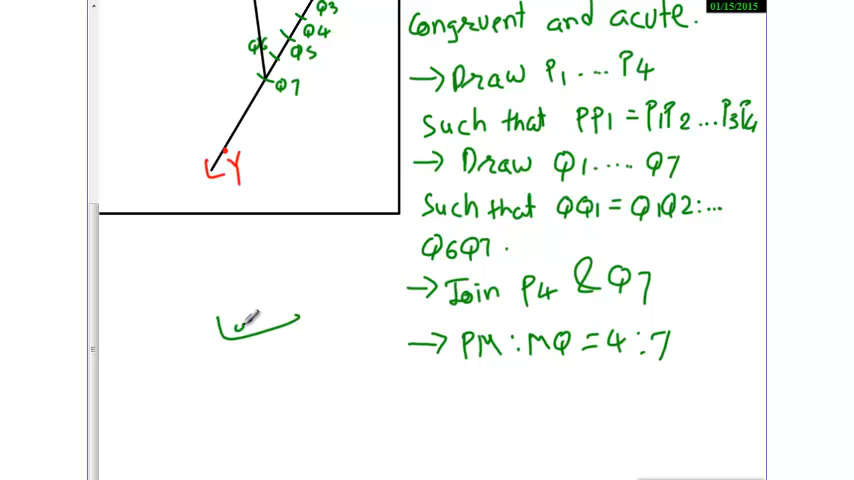 01/15/2015
Q3
Q4
Q5
Q6
Q7
Y
Congruent and acute.
→ Draw P1 ... P4
Such that PP1 = P1P2 ... P3P4
→ Draw Q1 .... Q7
Such that QQ1 = Q1Q2 : ...
Q6Q7 .
→ Join P4 & Q7
→ PM : MQ = 4 : 7